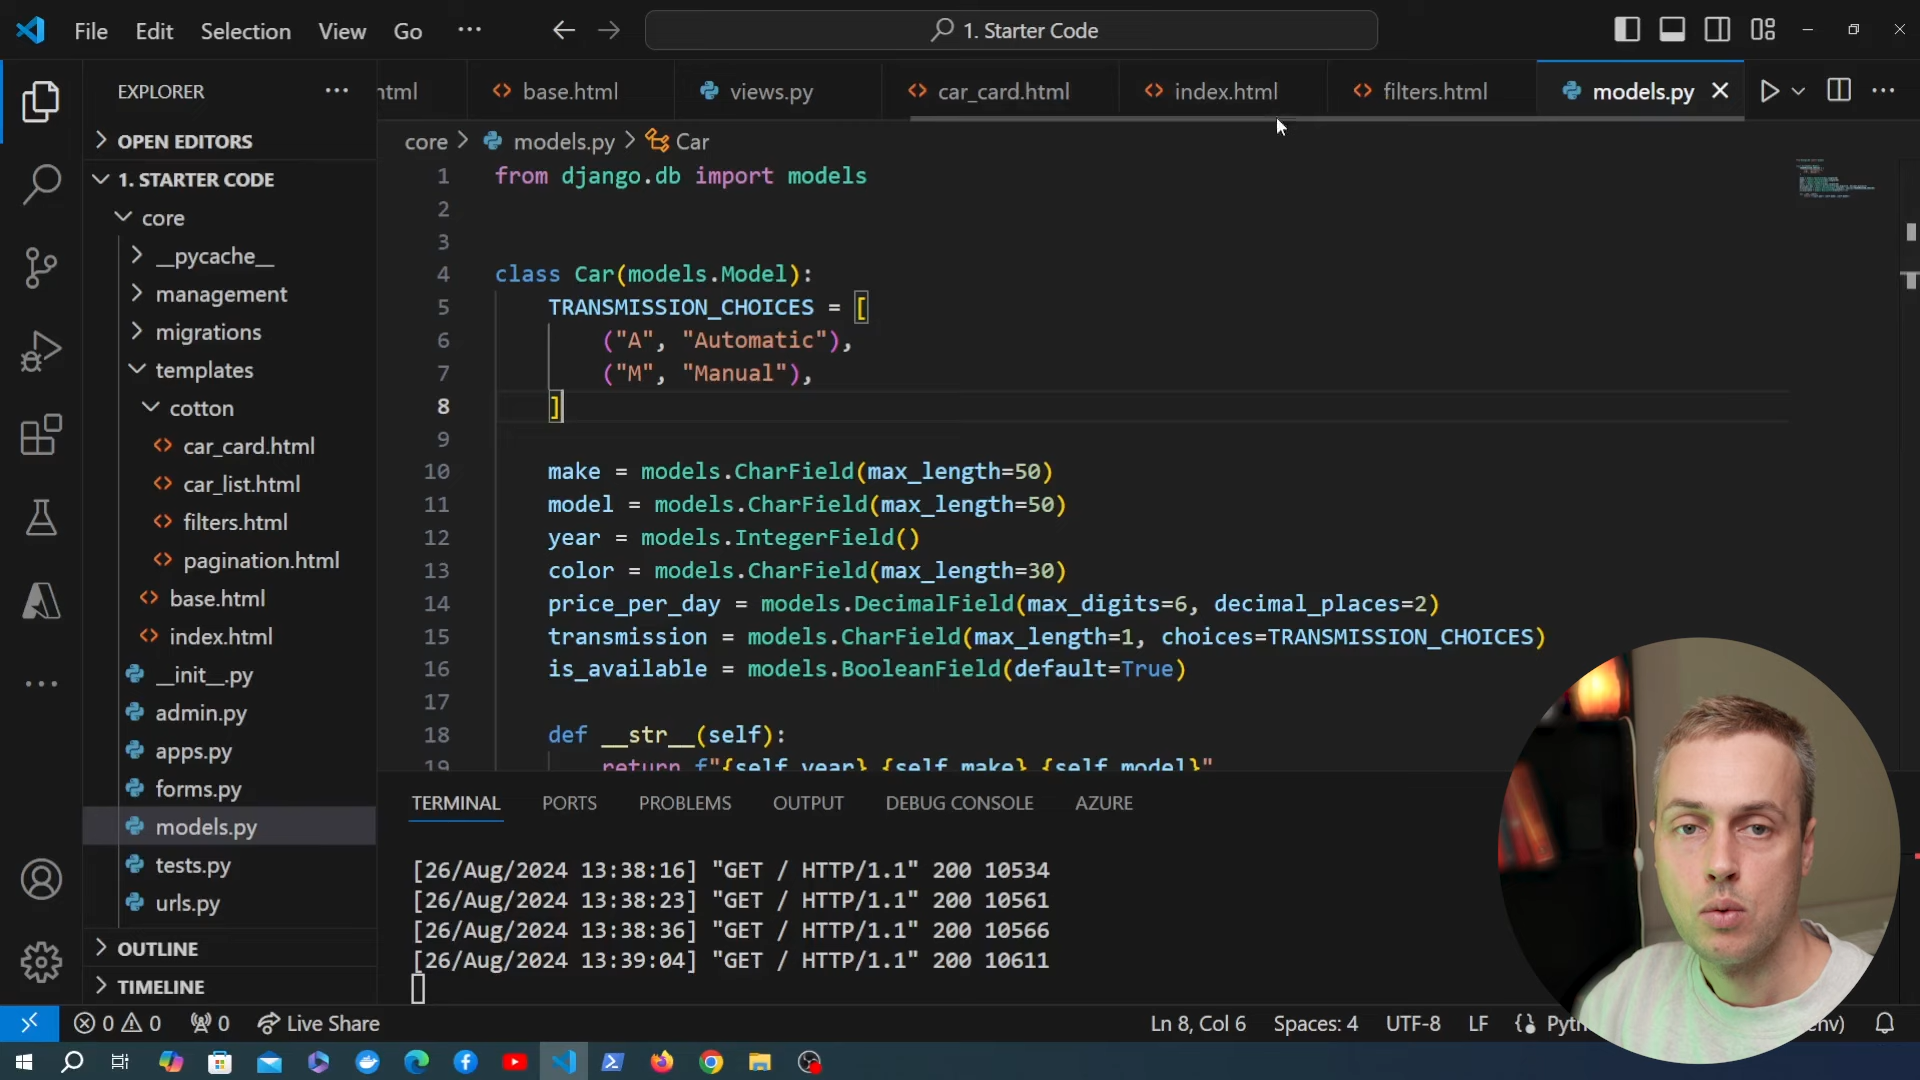 File Edit Selection View Go ···
1. Starter Code
EXPLORER ···
OPEN EDITORS
1. STARTER CODE
core
__pycache__
management
migrations
templates
cotton
car_card.html
car_list.html
filters.html
pagination.html
base.html
index.html
__init__.py
admin.py
apps.py
forms.py
models.py
tests.py
urls.py
OUTLINE
TIMELINE
html base.html views.py car_card.html index.html filters.html models.py
core > models.py > Car
1 from django.db import models
2
3
4 class Car(models.Model):
5 TRANSMISSION_CHOICES = [
6 ("A", "Automatic"),
7 ("M", "Manual"),
8 ]
9
10 make = models.CharField(max_length=50)
11 model = models.CharField(max_length=50)
12 year = models.IntegerField()
13 color = models.CharField(max_length=30)
14 price_per_day = models.DecimalField(max_digits=6, decimal_places=2)
15 transmission = models.CharField(max_length=1, choices=TRANSMISSION_CHOICES)
16 is_available = models.BooleanField(default=True)
17
18 def __str__(self):
19 return f"{self.year} {self.make} {self.model}"
TERMINAL PORTS PROBLEMS OUTPUT DEBUG CONSOLE AZURE
[26/Aug/2024 13:38:16] "GET / HTTP/1.1" 200 10534
[26/Aug/2024 13:38:23] "GET / HTTP/1.1" 200 10561
[26/Aug/2024 13:38:36] "GET / HTTP/1.1" 200 10566
[26/Aug/2024 13:39:04] "GET / HTTP/1.1" 200 10611
0 0 0 Live Share Ln 8, Col 6 Spaces: 4 UTF-8 LF